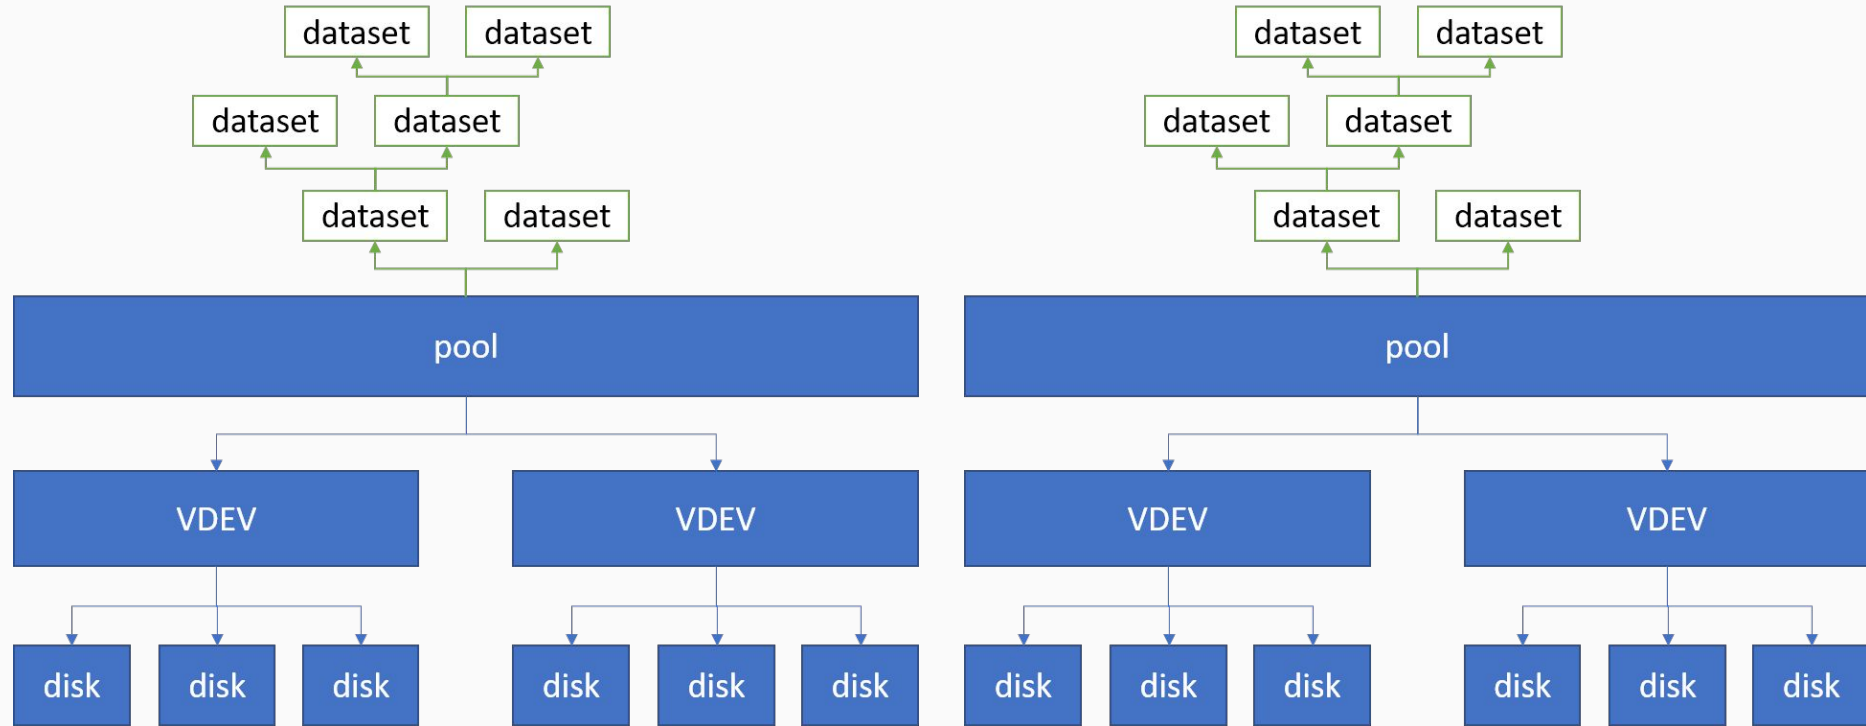 dataset dataset dataset dataset
dataset dataset dataset dataset
dataset dataset dataset dataset
pool pool
VDEV VDEV VDEV VDEV
disk disk disk disk disk disk disk disk disk disk disk disk